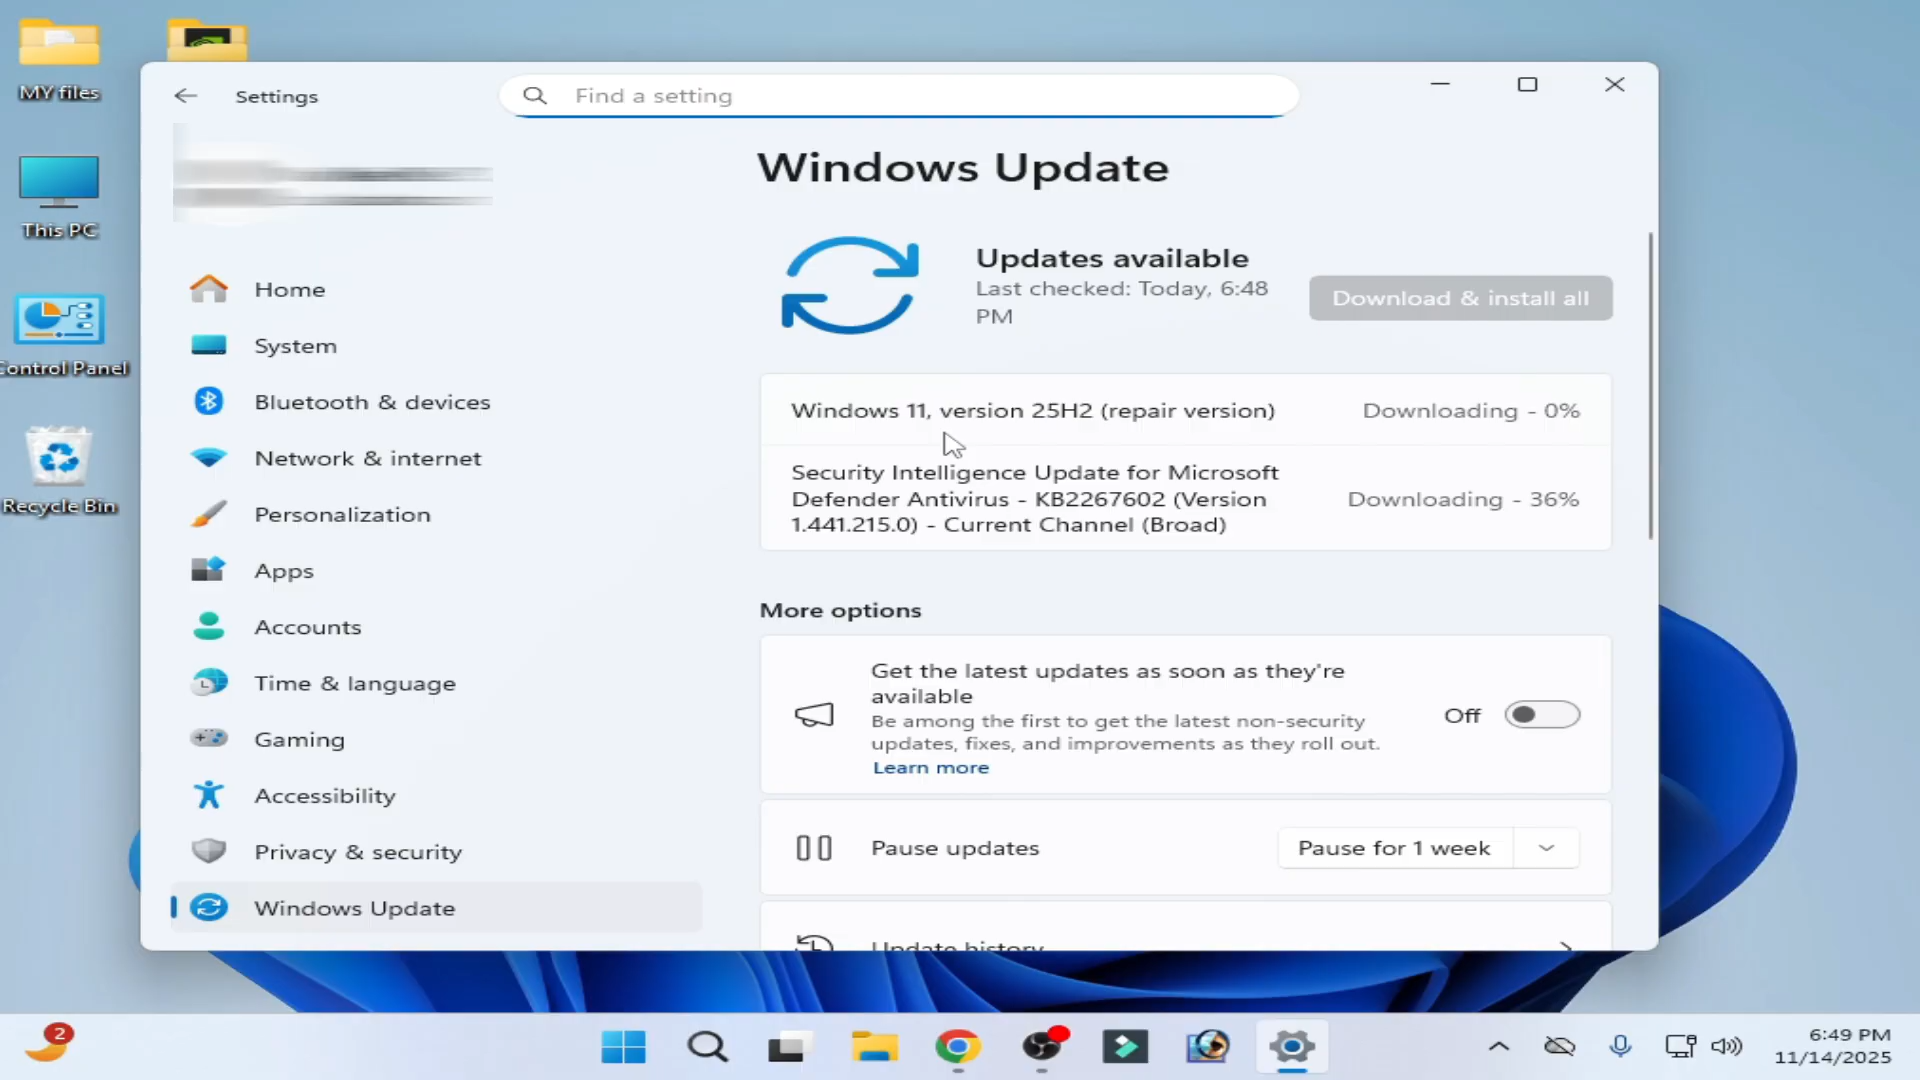 MY files
This PC
Control Panel
Recycle Bin
Settings
Find a setting
Home
System
Bluetooth & devices
Network & internet
Personalization
Apps
Accounts
Time & language
Gaming
Accessibility
Privacy & security
Windows Update
Windows Update
Updates available
Last checked: Today, 6:48
PM
Download & install all
Windows 11, version 25H2 (repair version)
Downloading - 0%
Security Intelligence Update for Microsoft
Defender Antivirus - KB2267602 (Version
1.441.215.0) - Current Channel (Broad)
Downloading - 36%
More options
Get the latest updates as soon as they're
available
Be among the first to get the latest non-security
updates, fixes, and improvements as they roll out.
Learn more
Off
Pause updates
Pause for 1 week
Update history
2
6:49 PM
11/14/2025